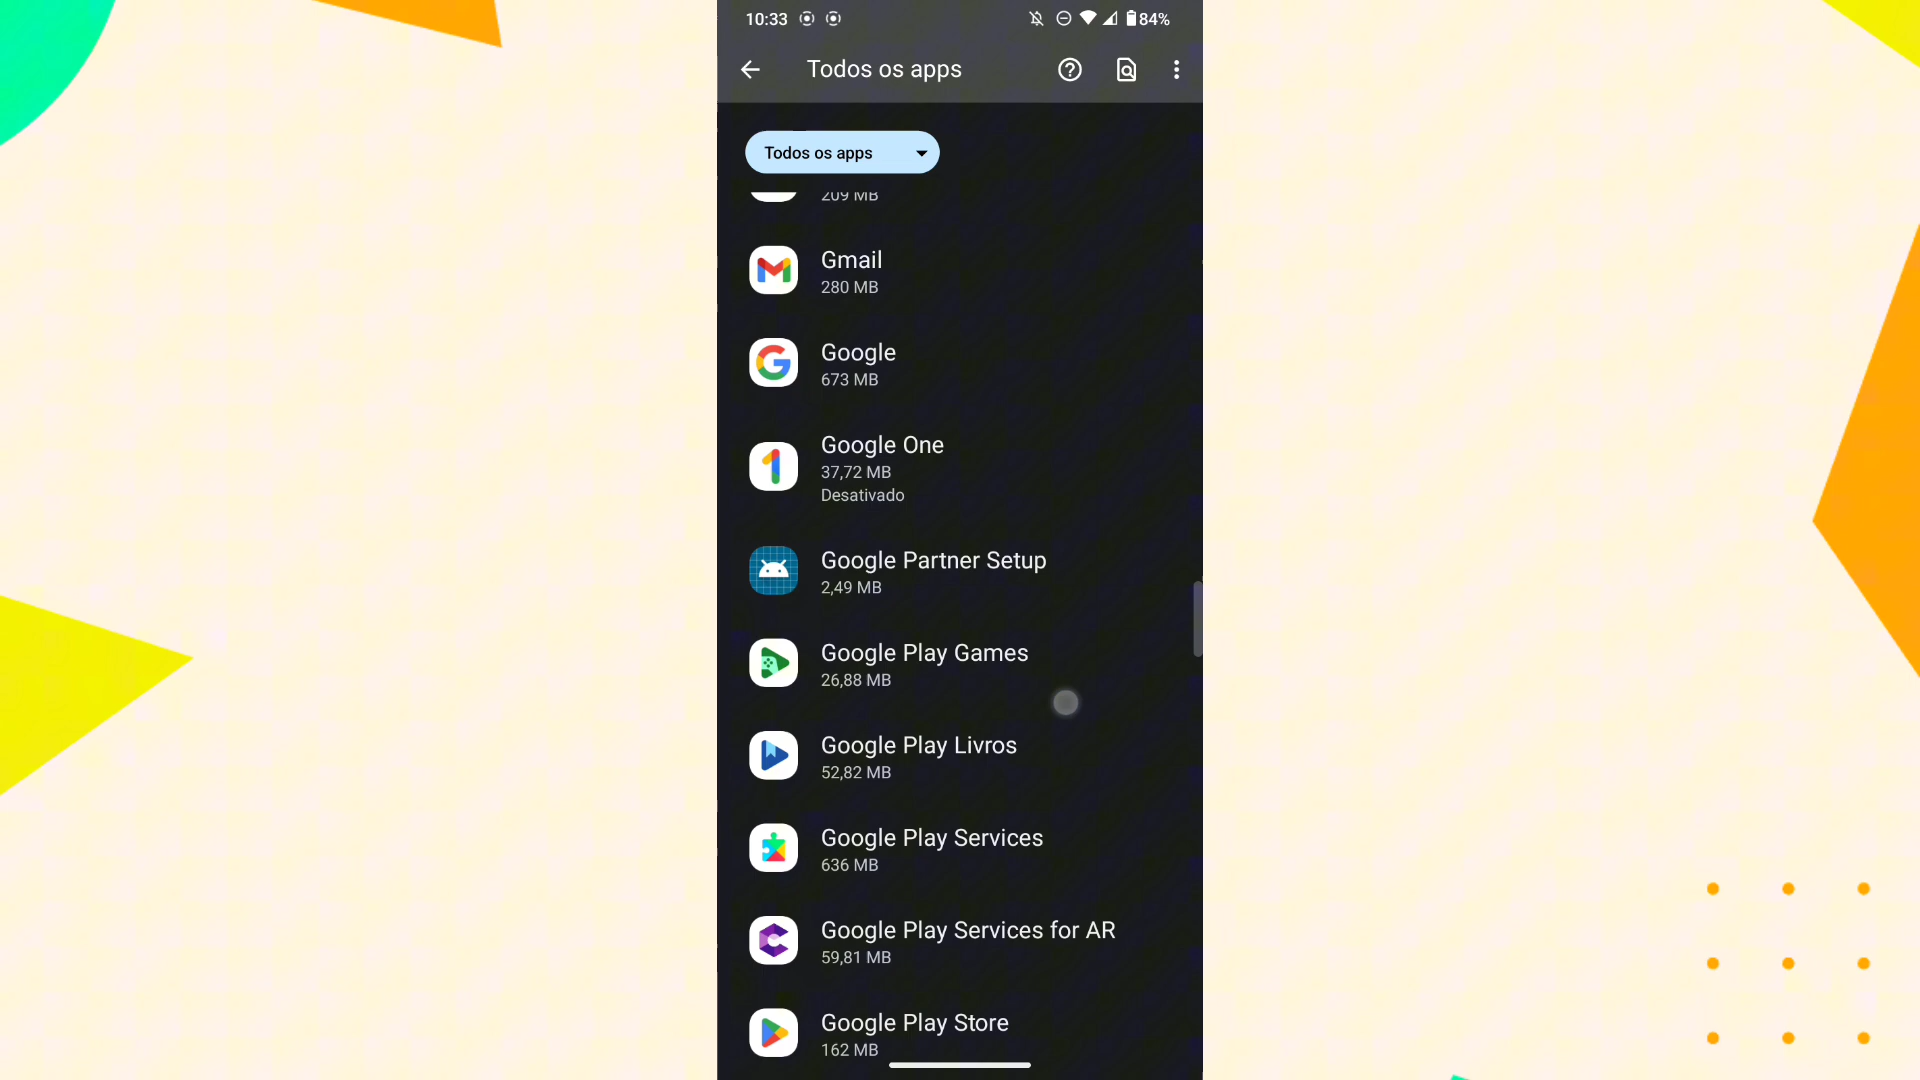 10:33
84%
Todos os apps
Todos os apps
209 MB
Gmail
280 MB
Google
673 MB
Google One
37,72 MB
Desativado
Google Partner Setup
2,49 MB
Google Play Games
26,88 MB
Google Play Livros
52,82 MB
Google Play Services
636 MB
Google Play Services for AR
59,81 MB
Google Play Store
162 MB